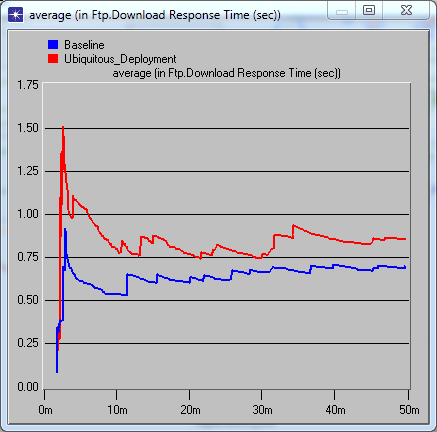 average (in Ftp.Download Response Time (sec))
Baseline
Ubiquitous_Deployment
average (in Ftp.Download Response Time (sec))
1.75
1.50
1.25
1.00
0.75
0.50
0.25
0.00
0m 10m 20m 30m 40m 50m